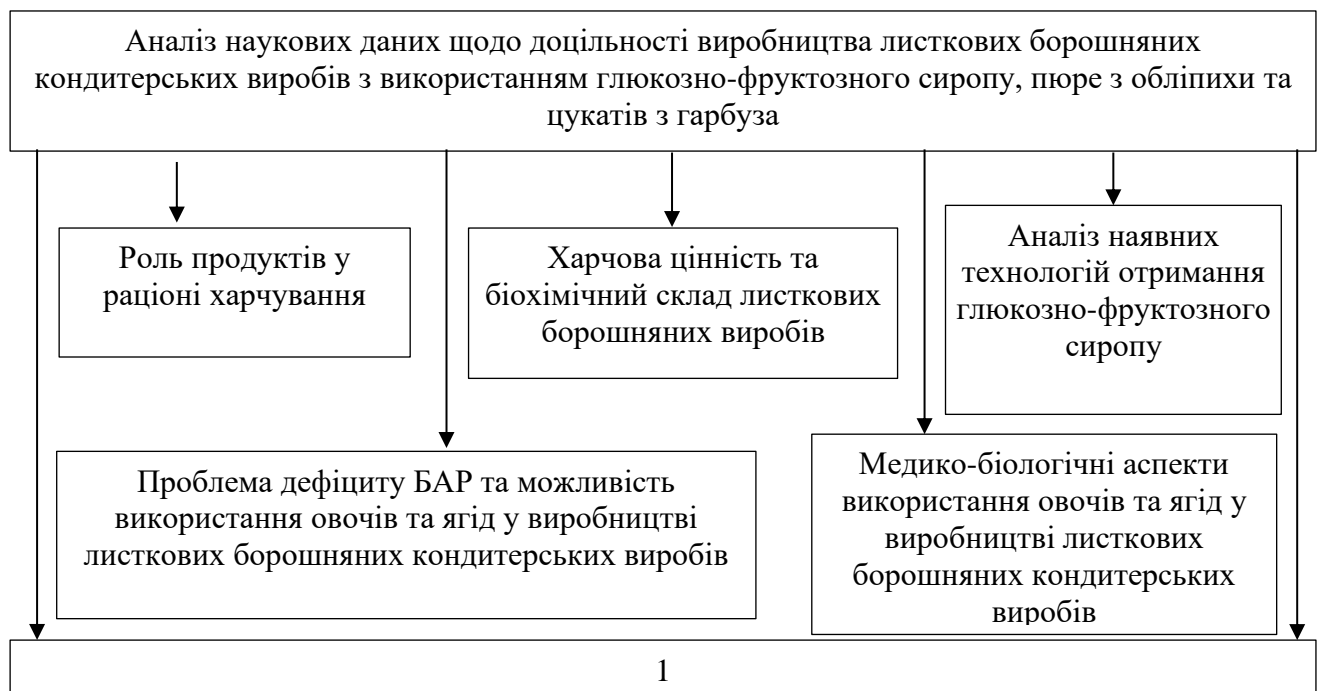 Аналіз наукових даних щодо доцільності виробництва листкових борошняних
кондитерських виробів з використанням глюкозно-фруктозного сиропу, пюре з обліпихи та
цукатів з гарбуза
Роль продуктів у
раціоні харчування
Харчова цінність та
біохімічний склад листкових
борошняних виробів
Аналіз наявних
технологій отримання
глюкозно-фруктозного
сиропу
Проблема дефіциту БАР та можливість
використання овочів та ягід у виробництві
листкових борошняних кондитерських виробів
Медико-біологічні аспекти
використання овочів та ягід у
виробництві листкових
борошняних кондитерських
виробів
1